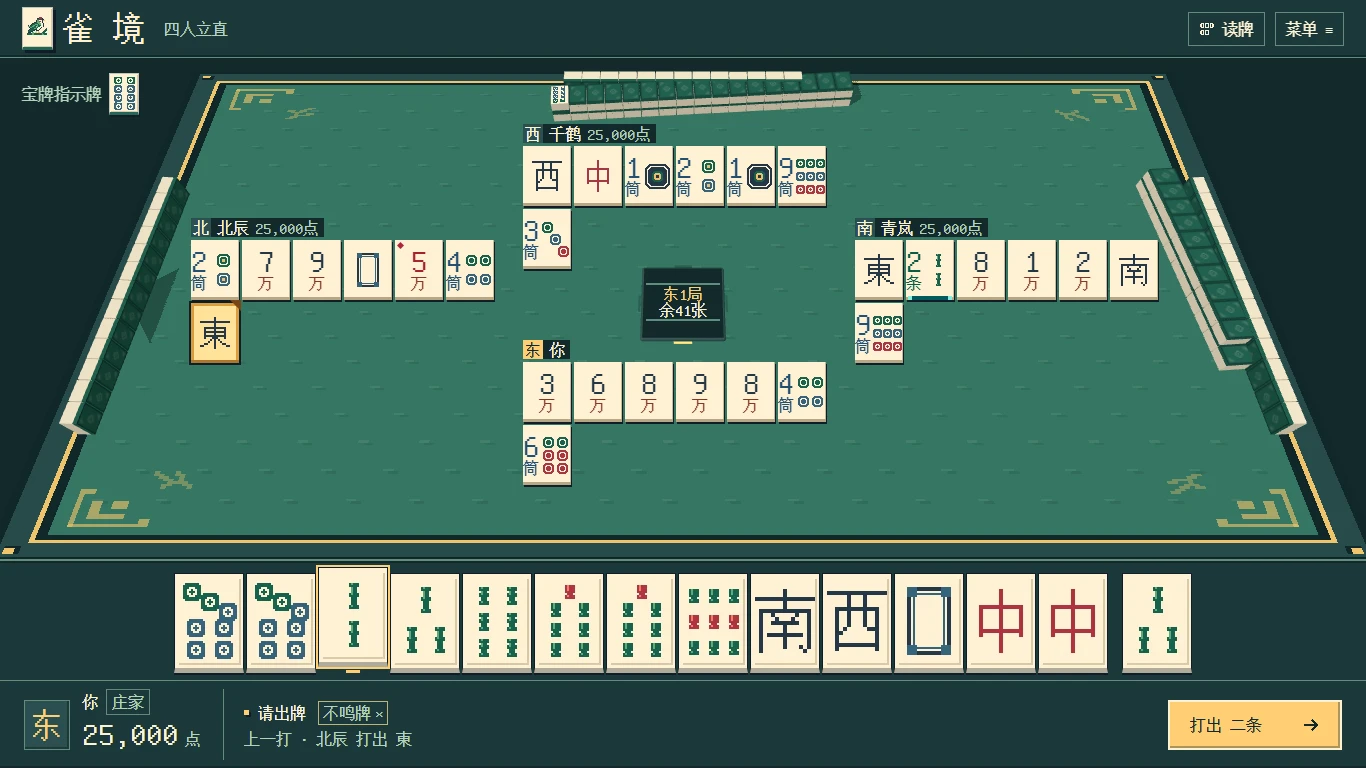 雀 境 四人立直
读牌
菜单 ≡
宝牌指示牌
西 千鹤 25,000点
西 中 1筒 2筒 1筒 9筒
3筒
北 北辰 25,000点
2筒 7万 9万 5万 4筒
東
南 青岚 25,000点
東 2条 8万 1万 2万 南
9筒
东1局
余41张
东 你
3万 6万 8万 9万 8万 4筒
6筒
南 西 中 中
东
你 庄家
25,000 点
请出牌 不鸣牌 ×
上一打 · 北辰 打出 東
打出 二条 →